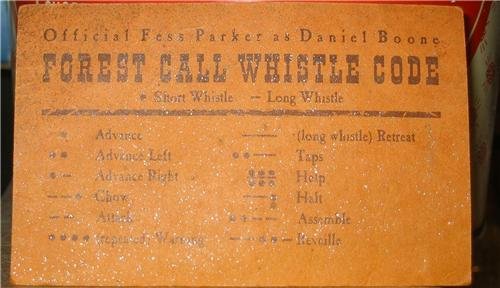 Official Fess Parker as Daniel Boone
FOREST CALL WHISTLE CODE
• Short Whistle — Long Whistle
• Advance
•• Advance Left
•— Advance Right
Chow
— Attack
•••• (repeated) Warning
—— (long whistle) Retreat
••— Taps
Help
Halt
Assemble
Reveille